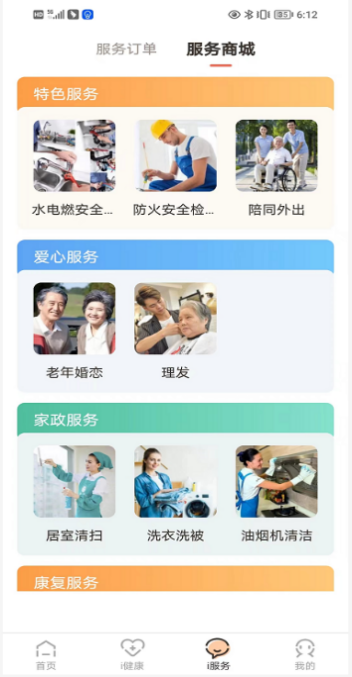 HD 5G 85 6:12
服务订单 服务商城
特色服务
水电燃安全... 防火安全检... 陪同外出
爱心服务
老年婚恋 理发
家政服务
居室清扫 洗衣洗被 油烟机清洁
康复服务
首页 i健康 i服务 我的